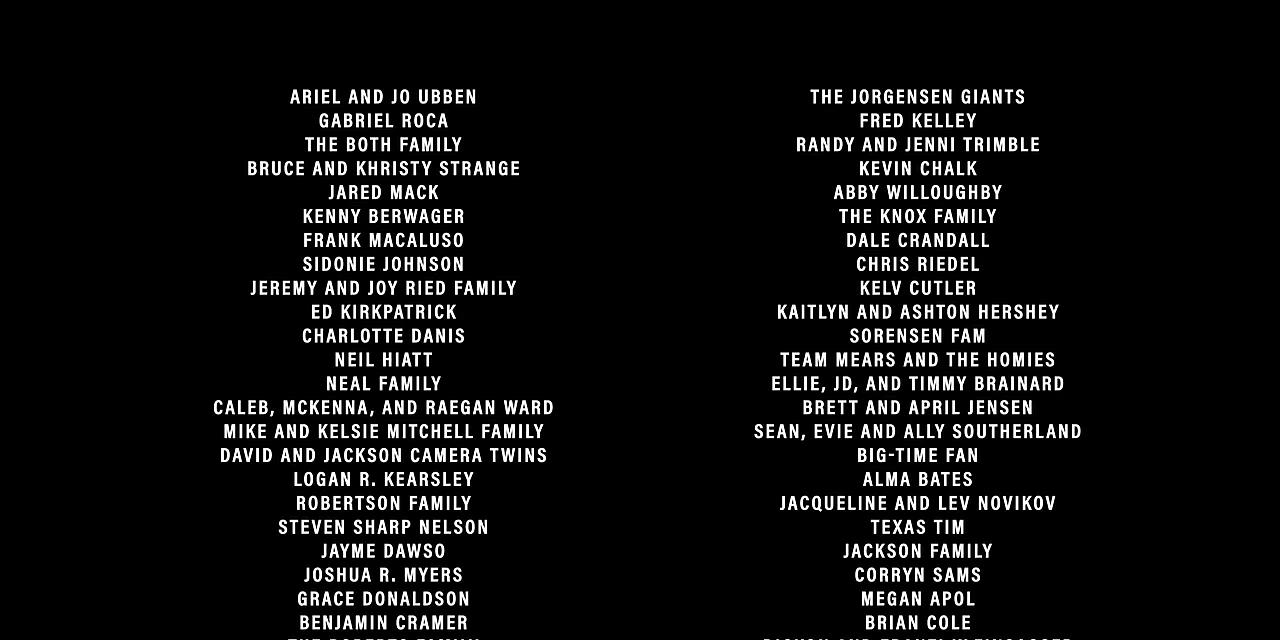 ARIEL AND JO UBBEN
GABRIEL ROCA
THE BOTH FAMILY
BRUCE AND KHRISTY STRANGE
JARED MACK
KENNY BERWAGER
FRANK MACALUSO
SIDONIE JOHNSON
JEREMY AND JOY RIED FAMILY
ED KIRKPATRICK
CHARLOTTE DANIS
NEIL HIATT
NEAL FAMILY
CALEB, MCKENNA, AND RAEGAN WARD
MIKE AND KELSIE MITCHELL FAMILY
DAVID AND JACKSON CAMERA TWINS
LOGAN R. KEARSLEY
ROBERTSON FAMILY
STEVEN SHARP NELSON
JAYME DAWSO
JOSHUA R. MYERS
GRACE DONALDSON
BENJAMIN CRAMER
THE JORGENSEN GIANTS
FRED KELLEY
RANDY AND JENNI TRIMBLE
KEVIN CHALK
ABBY WILLOUGHBY
THE KNOX FAMILY
DALE CRANDALL
CHRIS RIEDEL
KELV CUTLER
KAITLYN AND ASHTON HERSHEY
SORENSEN FAM
TEAM MEARS AND THE HOMIES
ELLIE, JD, AND TIMMY BRAINARD
BRETT AND APRIL JENSEN
SEAN, EVIE AND ALLY SOUTHERLAND
BIG-TIME FAN
ALMA BATES
JACQUELINE AND LEV NOVIKOV
TEXAS TIM
JACKSON FAMILY
CORRYN SAMS
MEGAN APOL
BRIAN COLE